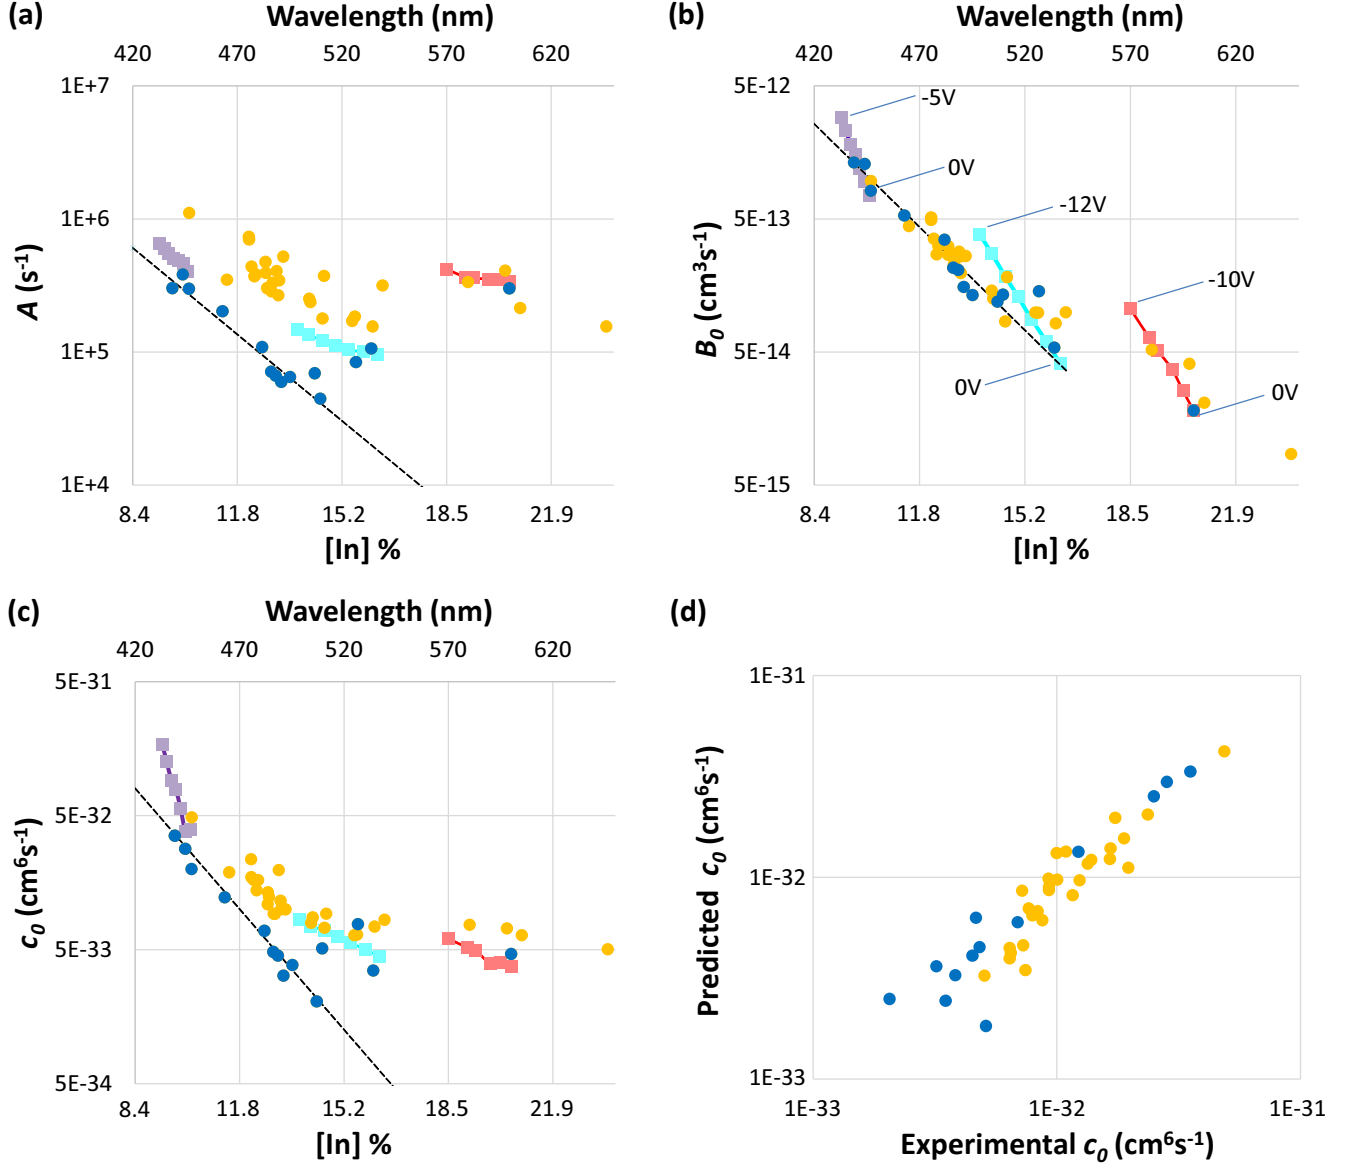 (a)
Wavelength (nm)
420 470 520 570 620
1E+7
1E+6
1E+5
1E+4
A (s⁻¹)
8.4 11.8 15.2 18.5 21.9
[In] %
(b)
Wavelength (nm)
420 470 520 570 620
5E-12
5E-13
5E-14
5E-15
B₀ (cm³s⁻¹)
-5V
0V
-12V
-10V
0V
0V
8.4 11.8 15.2 18.5 21.9
[In] %
(c)
Wavelength (nm)
420 470 520 570 620
5E-31
5E-32
5E-33
5E-34
c₀ (cm⁶s⁻¹)
8.4 11.8 15.2 18.5 21.9
[In] %
(d)
1E-31
1E-32
1E-33
Predicted c₀ (cm⁶s⁻¹)
1E-33 1E-32 1E-31
Experimental c₀ (cm⁶s⁻¹)